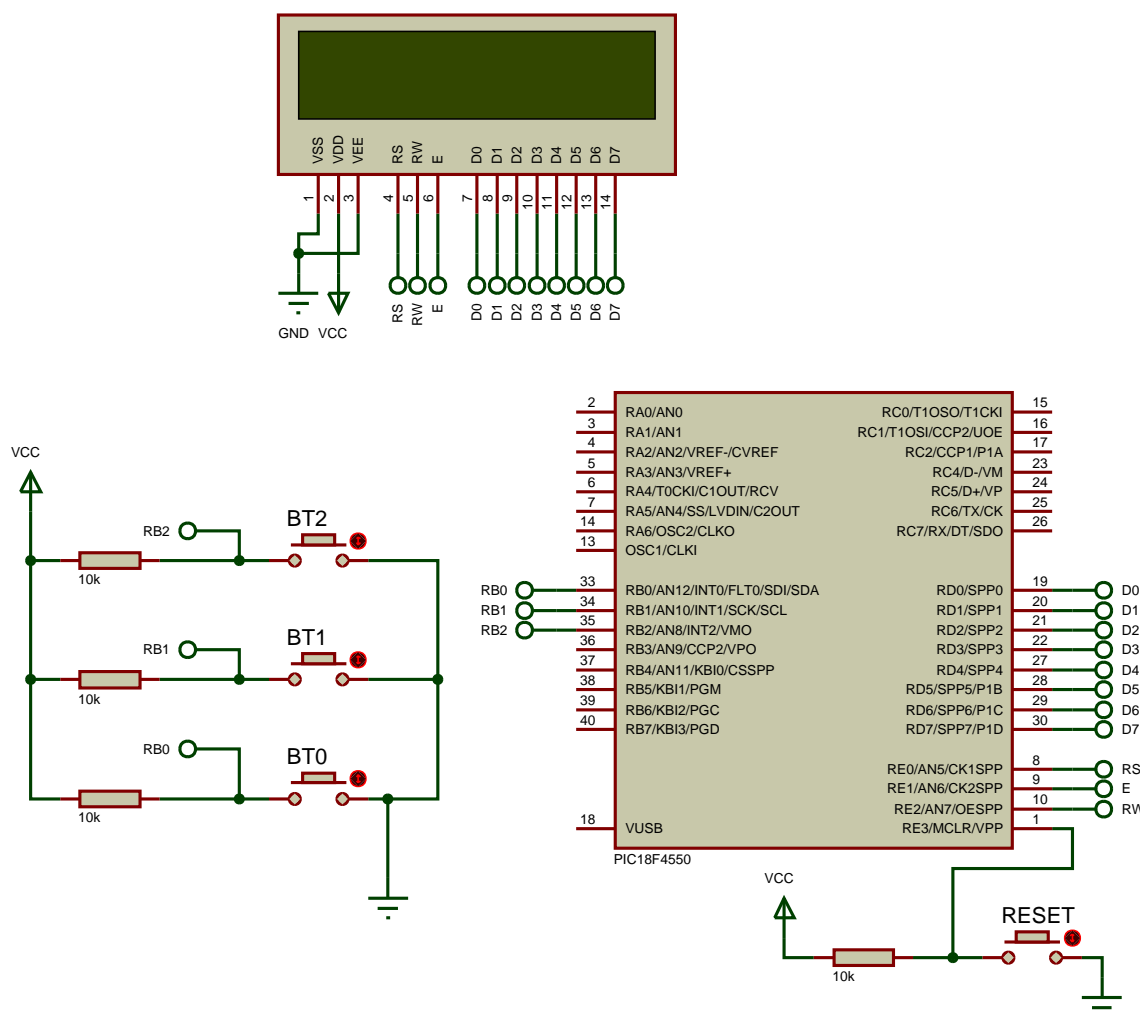 VSS VDD VEE RS RW E D0 D1 D2 D3 D4 D5 D6 D7
1 2 3 4 5 6 7 8 9 10 11 12 13 14
RS RW E D0 D1 D2 D3 D4 D5 D6 D7
GND VCC
VCC
RB2 BT2
10k
RB1 BT1
10k
RB0 BT0
10k
2 RA0/AN0 RC0/T1OSO/T1CKI 15
3 RA1/AN1 RC1/T1OSI/CCP2/UOE 16
4 RA2/AN2/VREF-/CVREF RC2/CCP1/P1A 17
5 RA3/AN3/VREF+ RC4/D-/VM 23
6 RA4/T0CKI/C1OUT/RCV RC5/D+/VP 24
7 RA5/AN4/SS/LVDIN/C2OUT RC6/TX/CK 25
14 RA6/OSC2/CLKO RC7/RX/DT/SDO 26
13 OSC1/CLKI
RB0 33 RB0/AN12/INT0/FLT0/SDI/SDA RD0/SPP0 19 D0
RB1 34 RB1/AN10/INT1/SCK/SCL RD1/SPP1 20 D1
RB2 35 RB2/AN8/INT2/VMO RD2/SPP2 21 D2
36 RB3/AN9/CCP2/VPO RD3/SPP3 22 D3
37 RB4/AN11/KBI0/CSSPP RD4/SPP4 27 D4
38 RB5/KBI1/PGM RD5/SPP5/P1B 28 D5
39 RB6/KBI2/PGC RD6/SPP6/P1C 29 D6
40 RB7/KBI3/PGD RD7/SPP7/P1D 30 D7
RE0/AN5/CK1SPP 8 RS
RE1/AN6/CK2SPP 9 E
RE2/AN7/OESPP 10 RW
18 VUSB RE3/MCLR/VPP 1
PIC18F4550
VCC
RESET
10k